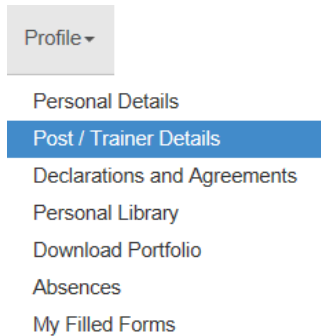 Profile
Personal Details
Post / Trainer Details
Declarations and Agreements
Personal Library
Download Portfolio
Absences
My Filled Forms